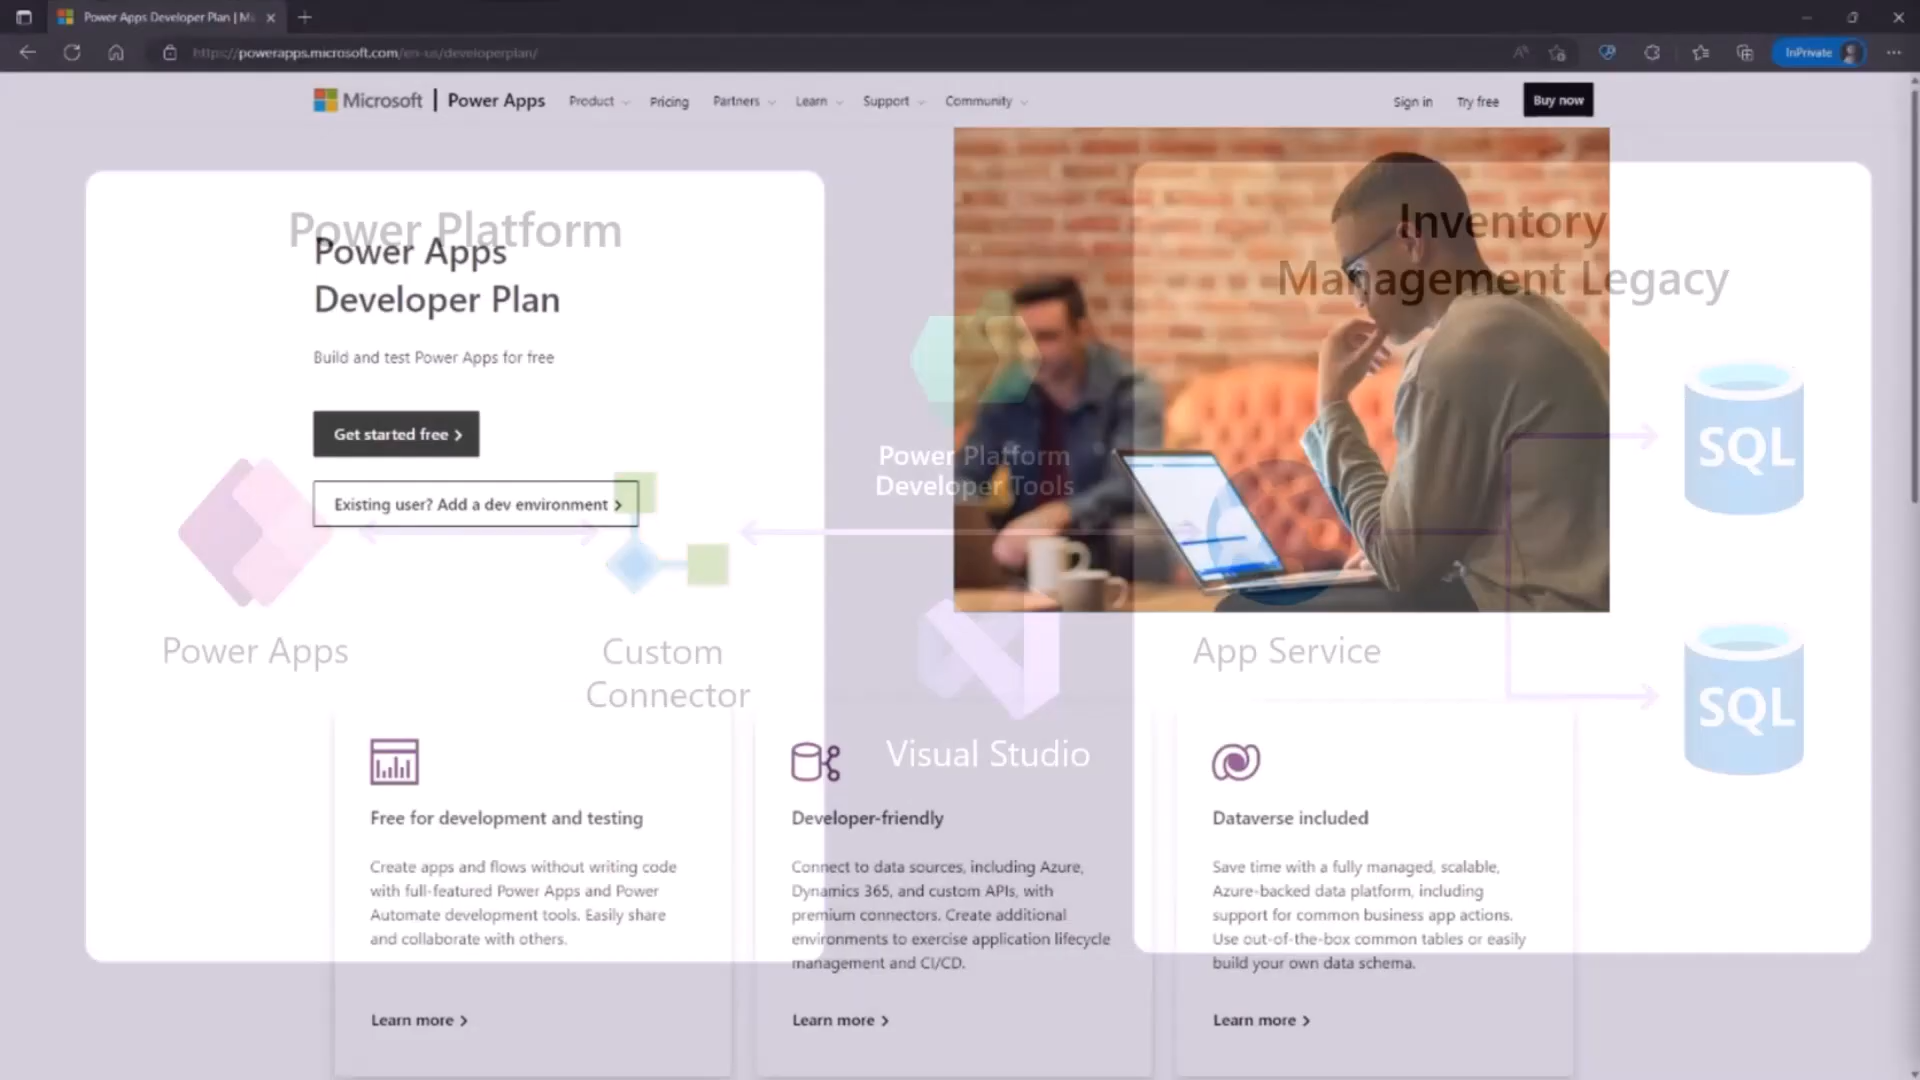 Power Apps Developer Plan | Mi
https://powerapps.microsoft.com/en-us/developerplan/
InPrivate
Microsoft | Power Apps
Product
Pricing
Partners
Learn
Support
Community
Sign in
Try free
Buy now
Power Platform
Power Apps
Developer Plan
Build and test Power Apps for free
Get started free
Existing user? Add a dev environment
Power Apps
Custom
Connector
Power Platform
Developer Tools
Visual Studio
Inventory
Management Legacy
App Service
SQL
SQL
Free for development and testing
Create apps and flows without writing code
with full-featured Power Apps and Power
Automate development tools. Easily share
and collaborate with others.
Learn more
Developer-friendly
Connect to data sources, including Azure,
Dynamics 365, and custom APIs, with
premium connectors. Create additional
environments to exercise application lifecycle
management and CI/CD.
Learn more
Dataverse included
Save time with a fully managed, scalable,
Azure-backed data platform, including
support for common business app actions.
Use out-of-the-box common tables or easily
build your own data schema.
Learn more